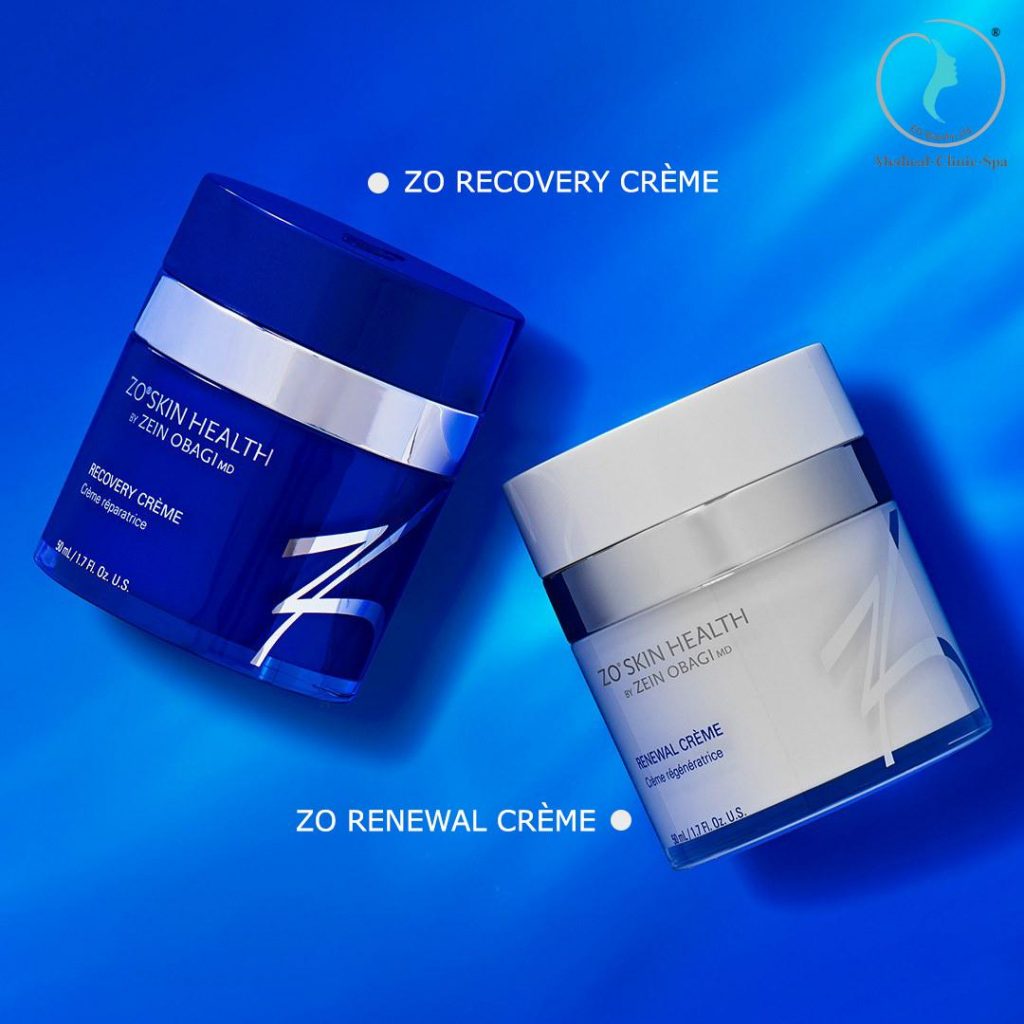 ®
Medical-Clinic-Spa
ZO RECOVERY CRÈME
ZO® SKIN HEALTH
BY ZEIN OBAGI MD
RECOVERY CRÈME
Crème réparatrice
50 mL / 1.7 Fl. Oz. U.S.
ZO® SKIN HEALTH
BY ZEIN OBAGI MD
RENEWAL CRÈME
Crème régénératrice
50 mL / 1.7 Fl. Oz. U.S.
ZO RENEWAL CRÈME